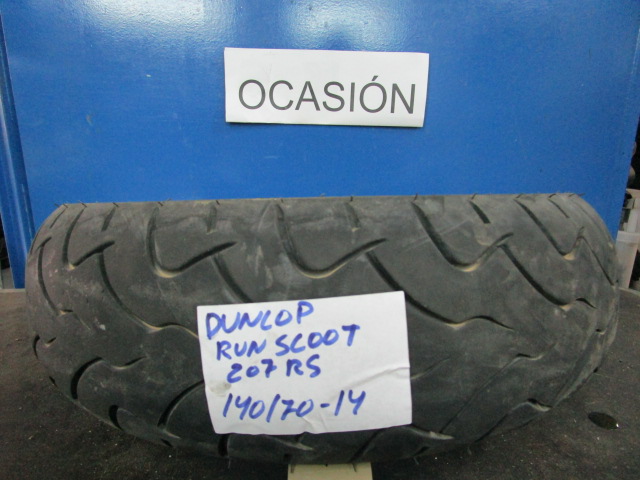 OCASIÓN
DUNLOP
RUN SCOOT
207 RS
140/70-14